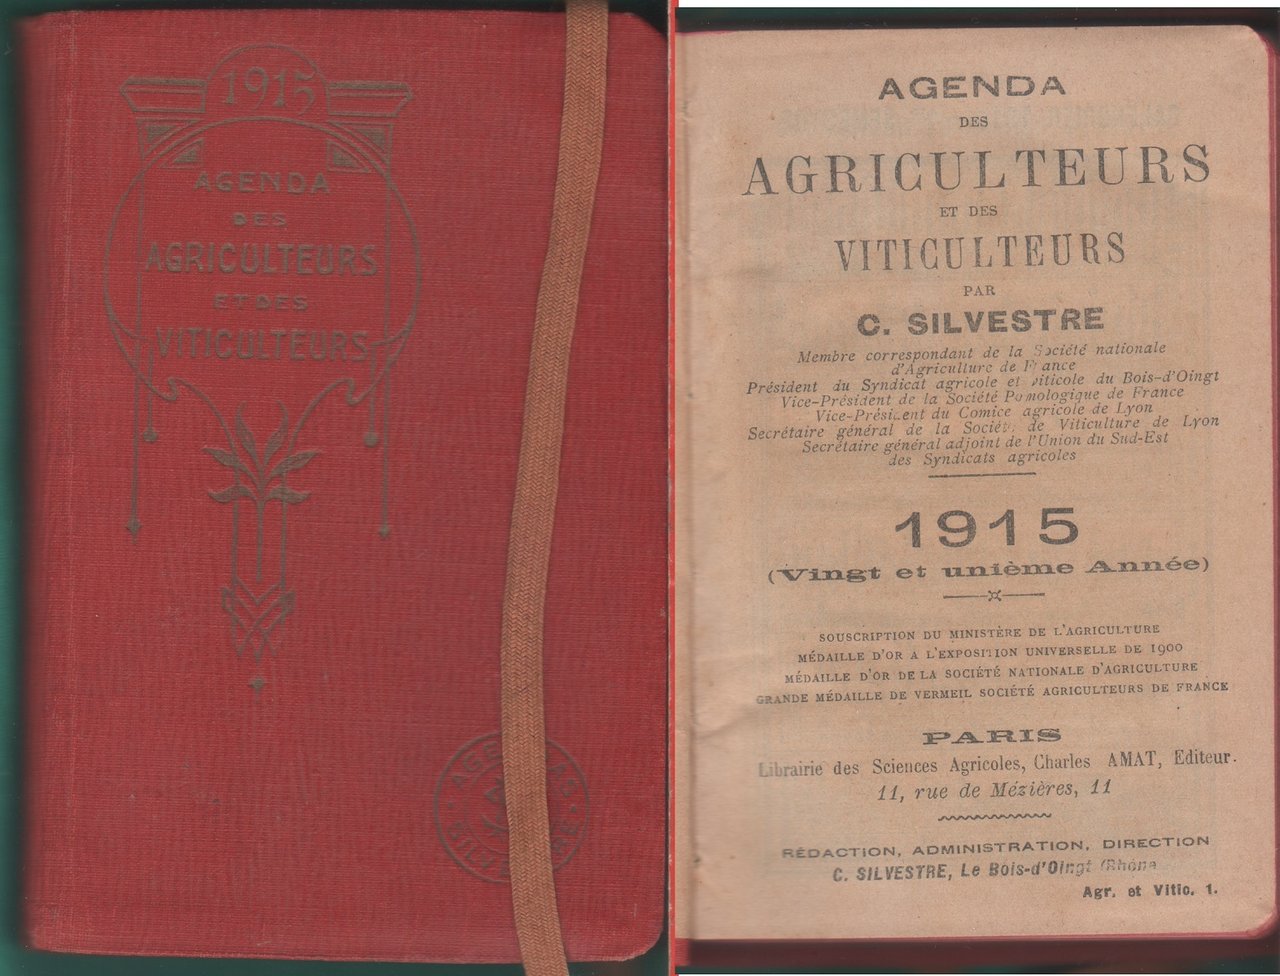 1915
AGENDA
DES
AGRICULTEURS
ET DES
VITICULTEURS
AGENDA
DES
AGRICULTEURS
ET DES
VITICULTEURS
PAR
C. SILVESTRE
Membre correspondant de la Société nationale
d'Agriculture de France
Président du Syndicat agricole et viticole du Bois-d'Oingt
Vice-Président de la Société Pomologique de France
Vice-Président du Comice agricole de Lyon
Secrétaire général de la Société de Viticulture de Lyon
Secrétaire général adjoint de l'Union du Sud-Est
des Syndicats agricoles
1915
(Vingt et unième Année)
SOUSCRIPTION DU MINISTÈRE DE L'AGRICULTURE
MÉDAILLE D'OR A L'EXPOSITION UNIVERSELLE DE 1900
MÉDAILLE D'OR DE LA SOCIÉTÉ NATIONALE D'AGRICULTURE
GRANDE MÉDAILLE DE VERMEIL SOCIÉTÉ AGRICULTEURS DE FRANCE
PARIS
Librairie des Sciences Agricoles, Charles AMAT, Editeur.
11, rue de Mézières, 11
RÉDACTION, ADMINISTRATION, DIRECTION
C. SILVESTRE, Le Bois-d'Oingt (Rhône
Agr. et Vitic. 1.